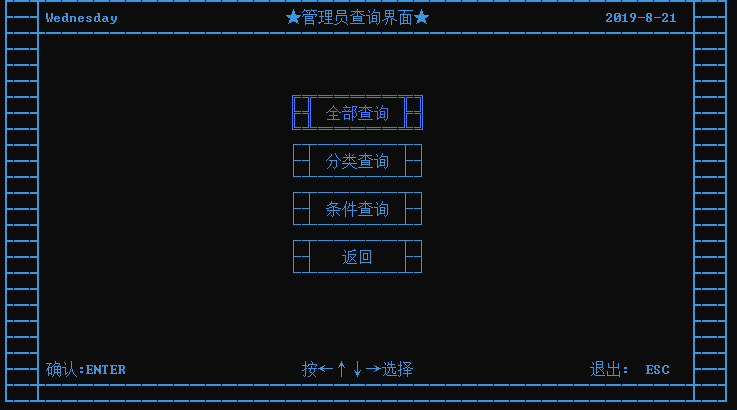 Wednesday ★管理员查询界面★ 2019-8-21
全部查询
分类查询
条件查询
返回
确认:ENTER 按←↑↓→选择 退出: ESC